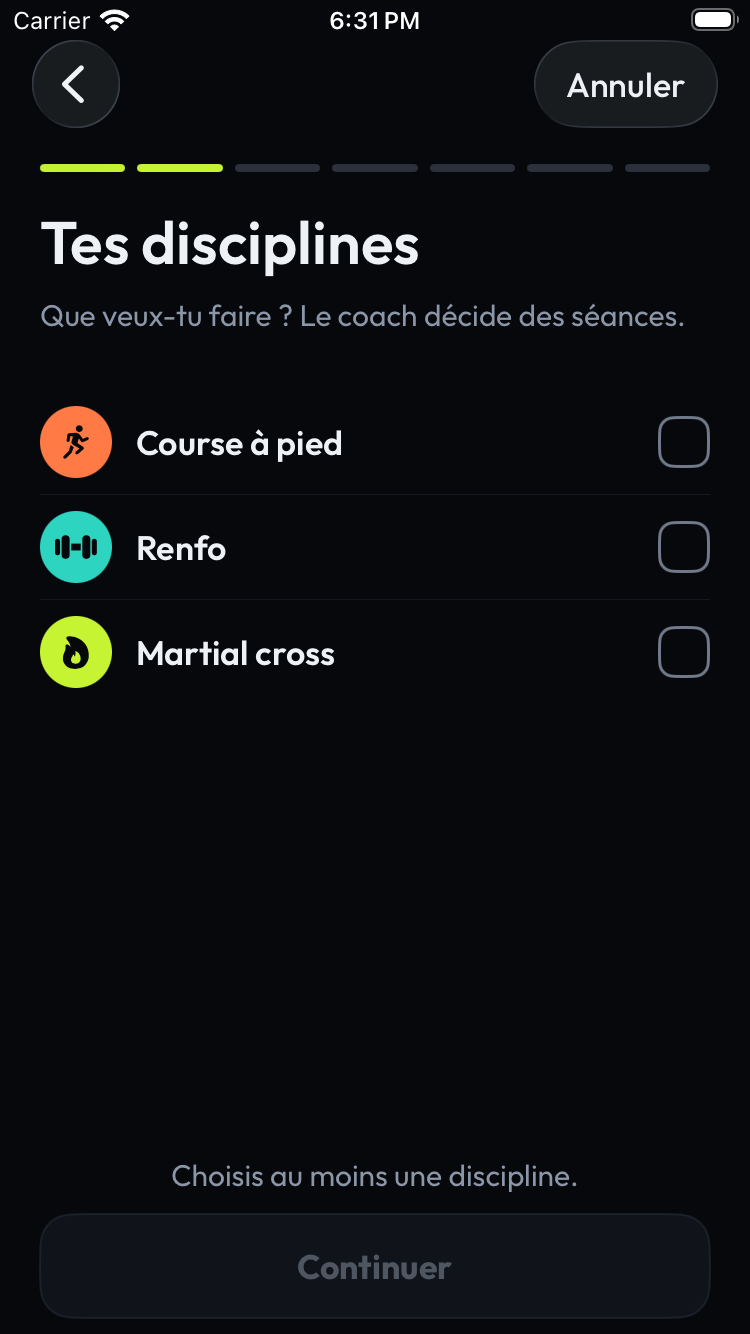 Carrier
6:31 PM
Annuler
Tes disciplines
Que veux-tu faire ? Le coach décide des séances.
Course à pied
Renfo
Martial cross
Choisis au moins une discipline.
Continuer